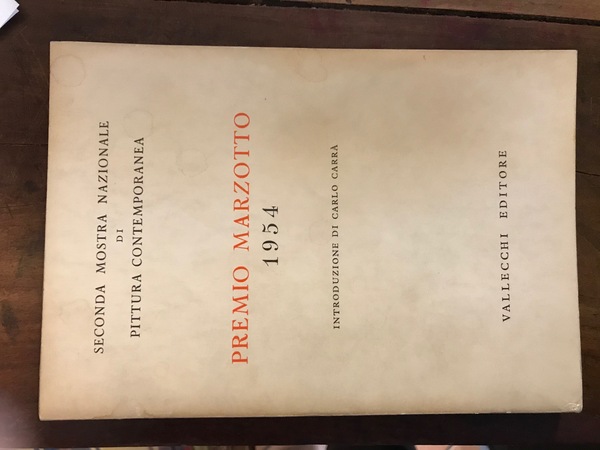 SECONDA MOSTRA NAZIONALE
DI
PITTURA CONTEMPORANEA
PREMIO MARZOTTO
1954
INTRODUZIONE DI CARLO CARRÀ
VALLECCHI EDITORE